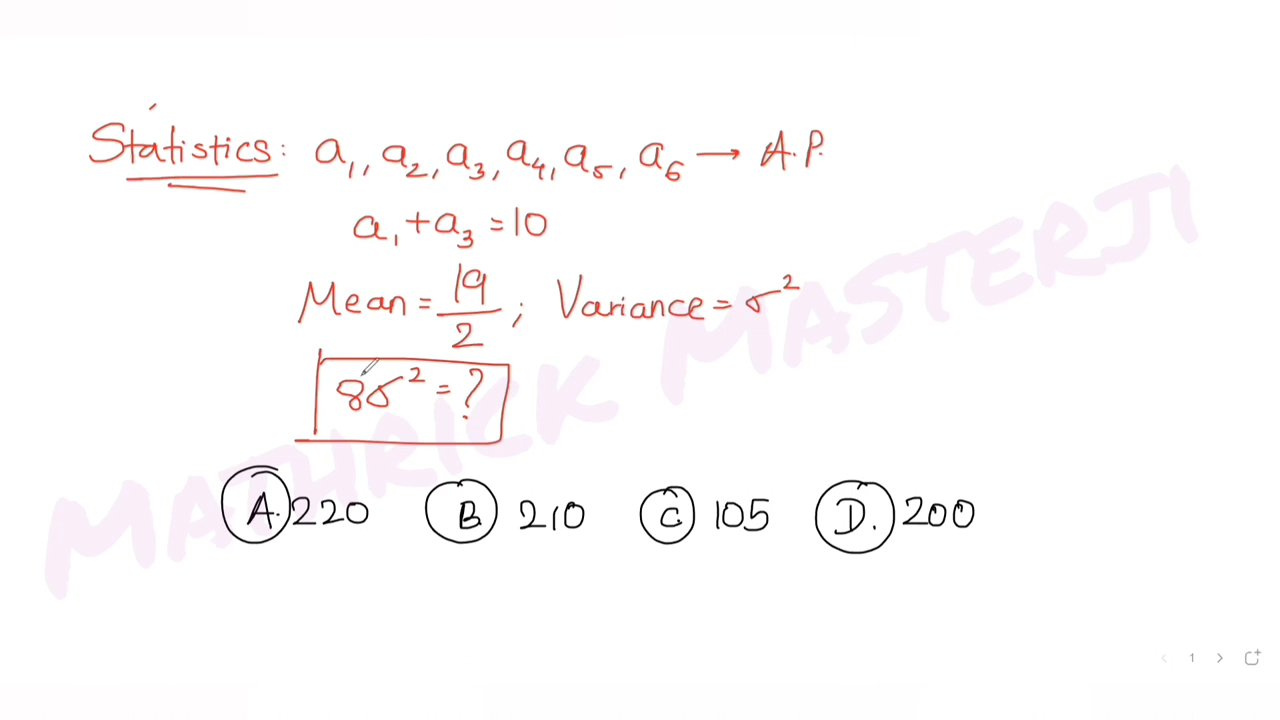 Statistics: a₁, a₂, a₃, a₄, a₅, a₆ → A.P.
a₁ + a₃ = 10
Mean = 19/2 ; Variance = σ²
8σ² = ?
A. 220 B. 210 C. 105 D. 200
MATHRICK MASTERJI
1